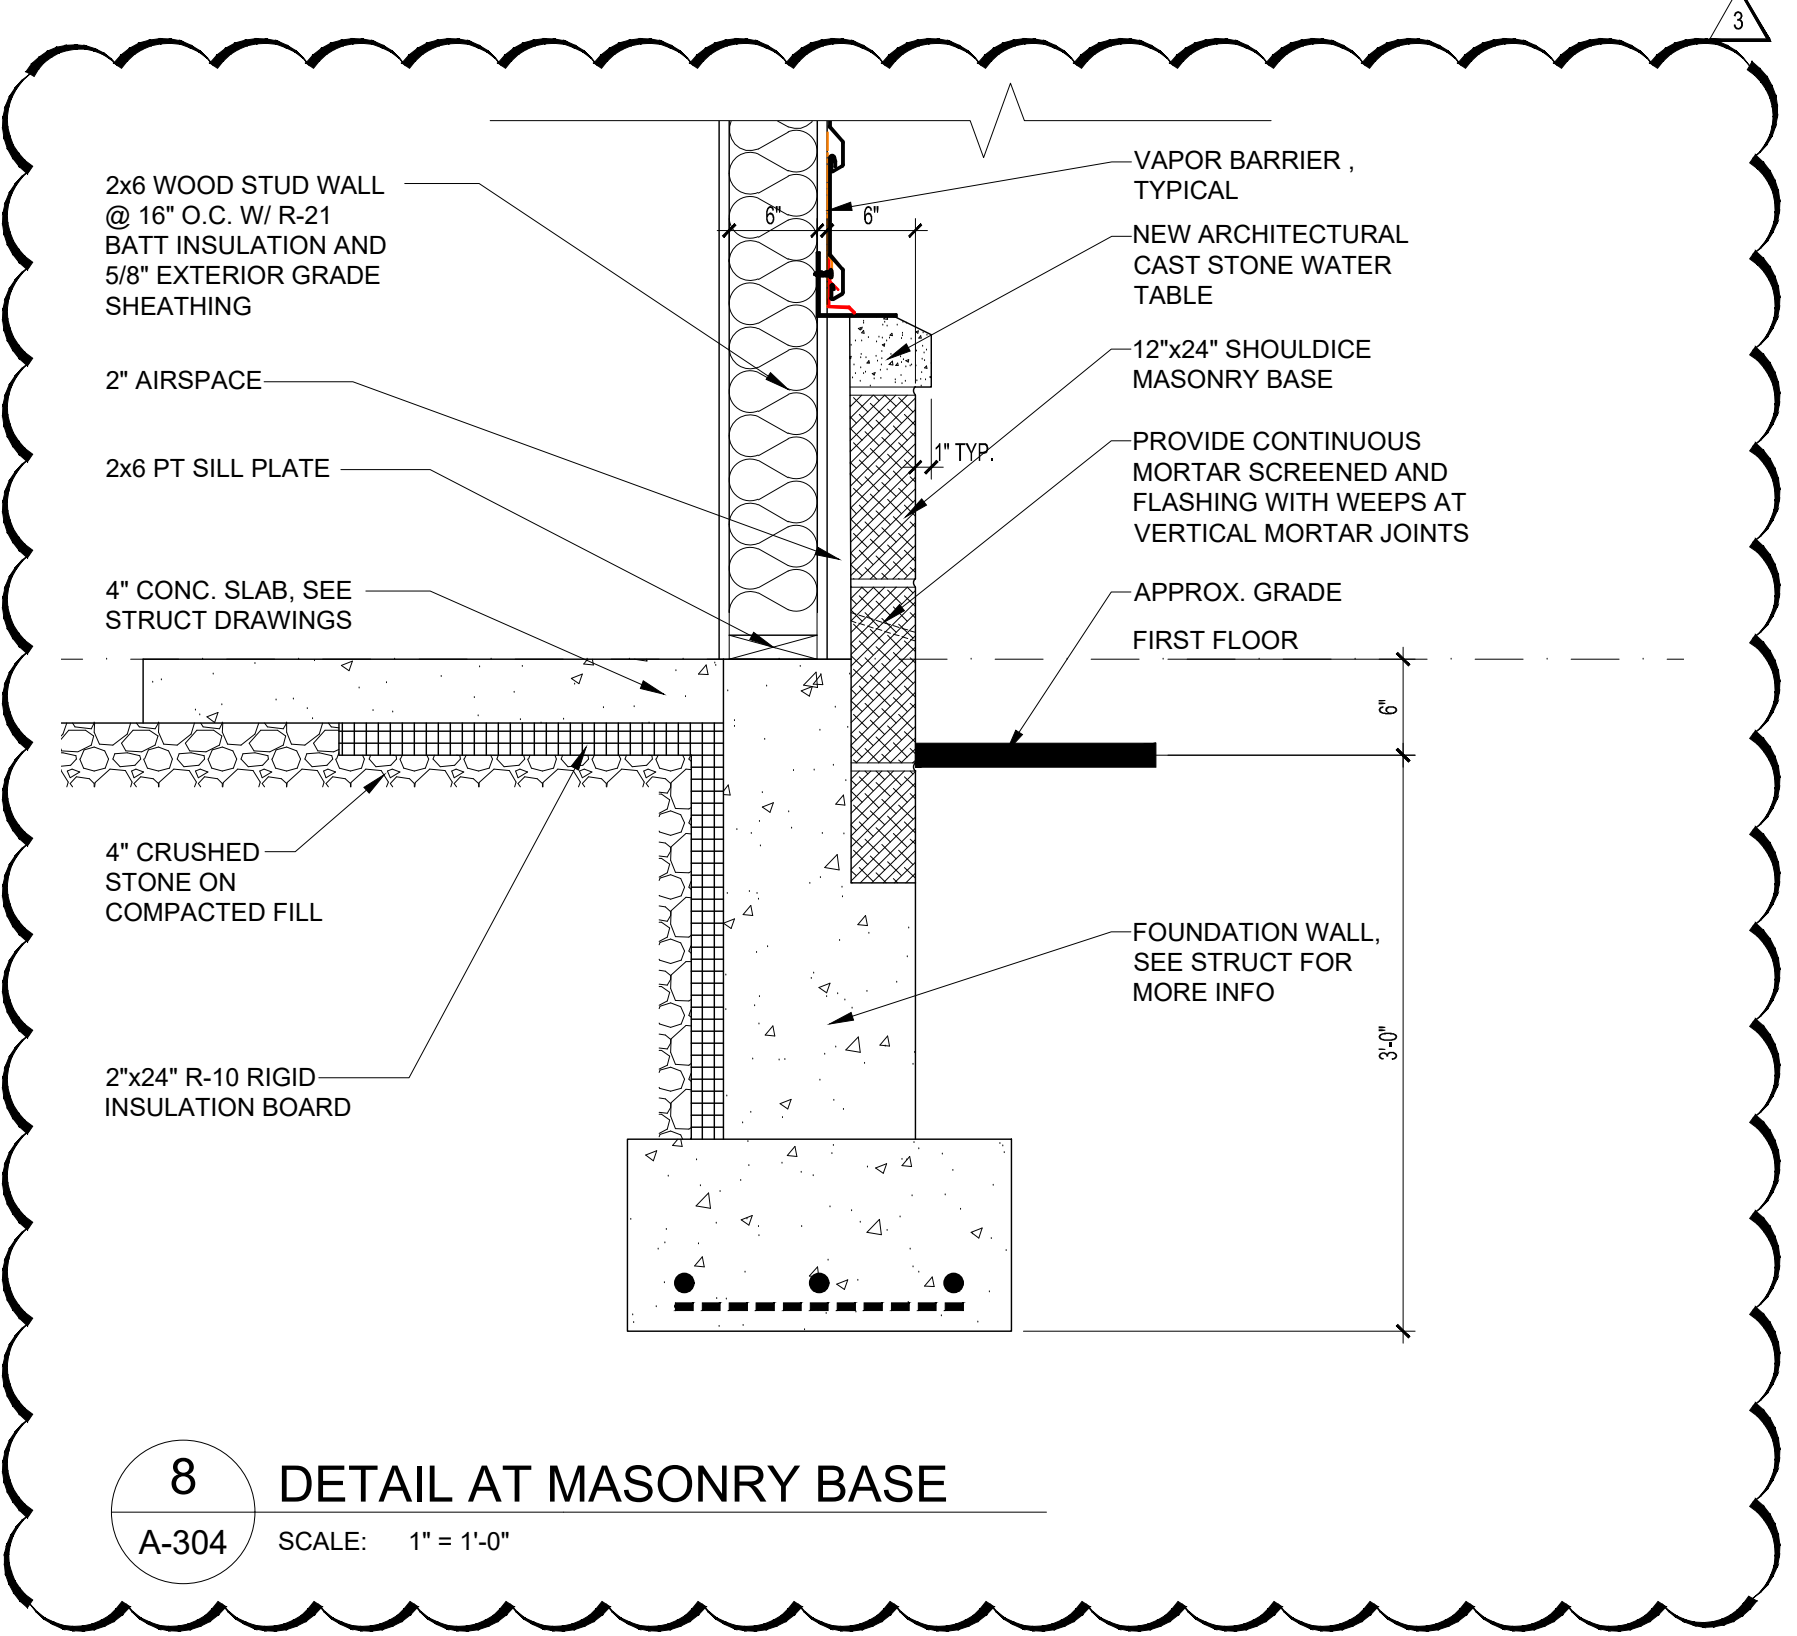 3
2x6 WOOD STUD WALL
@ 16" O.C. W/ R-21
BATT INSULATION AND
5/8" EXTERIOR GRADE
SHEATHING
2" AIRSPACE
2x6 PT SILL PLATE
4" CONC. SLAB, SEE
STRUCT DRAWINGS
4" CRUSHED
STONE ON
COMPACTED FILL
2"x24" R-10 RIGID
INSULATION BOARD
6"
6"
1" TYP.
VAPOR BARRIER ,
TYPICAL
NEW ARCHITECTURAL
CAST STONE WATER
TABLE
12"x24" SHOULDICE
MASONRY BASE
PROVIDE CONTINUOUS
MORTAR SCREENED AND
FLASHING WITH WEEPS AT
VERTICAL MORTAR JOINTS
APPROX. GRADE
FIRST FLOOR
6"
FOUNDATION WALL,
SEE STRUCT FOR
MORE INFO
3'-0"
8
A-304
DETAIL AT MASONRY BASE
SCALE: 1" = 1'-0"